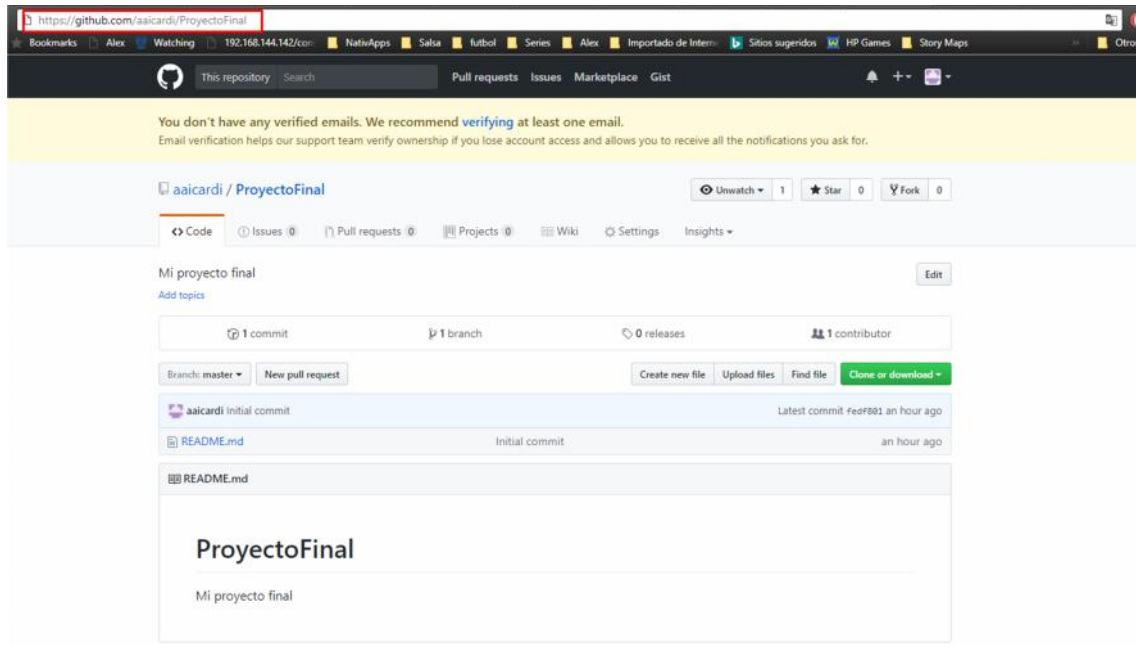 https://github.com/aaicardi/ProyectoFinal
Bookmarks Alex Watching 192.168.144.142/con NativApps Salsa futbol Series Alex Importado de Intern Sitios sugeridos HP Games Story Maps Otro
This repository Search Pull requests Issues Marketplace Gist
You don't have any verified emails. We recommend verifying at least one email.
Email verification helps our support team verify ownership if you lose account access and allows you to receive all the notifications you ask for.
aaicardi / ProyectoFinal Unwatch 1 Star 0 Fork 0
Code Issues 0 Pull requests 0 Projects 0 Wiki Settings Insights
Mi proyecto final Edit
Add topics
1 commit 1 branch 0 releases 1 contributor
Branch: master New pull request Create new file Upload files Find file Clone or download
aaicardi Initial commit Latest commit fedf801 an hour ago
README.md Initial commit an hour ago
README.md
ProyectoFinal
Mi proyecto final